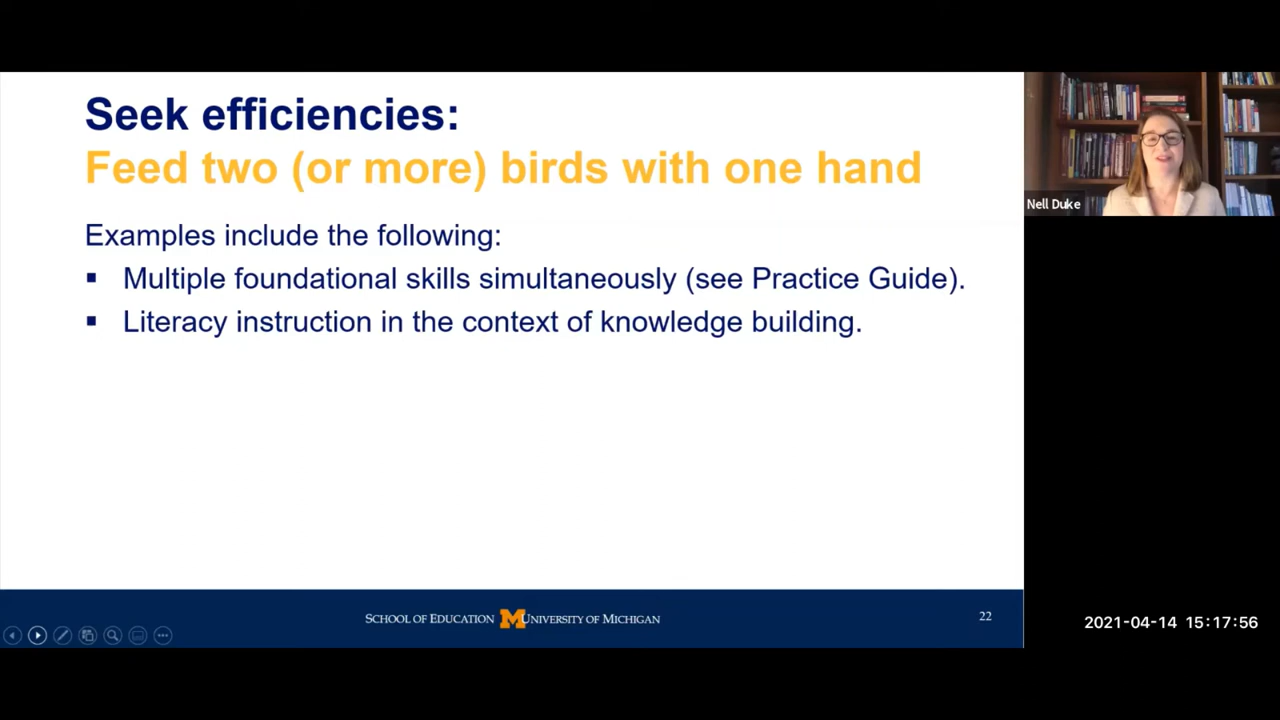 Seek efficiencies:
Feed two (or more) birds with one hand
Examples include the following:
▪ Multiple foundational skills simultaneously (see Practice Guide).
▪ Literacy instruction in the context of knowledge building.
Nell Duke
SCHOOL OF EDUCATION M UNIVERSITY OF MICHIGAN
22
2021-04-14 15:17:56